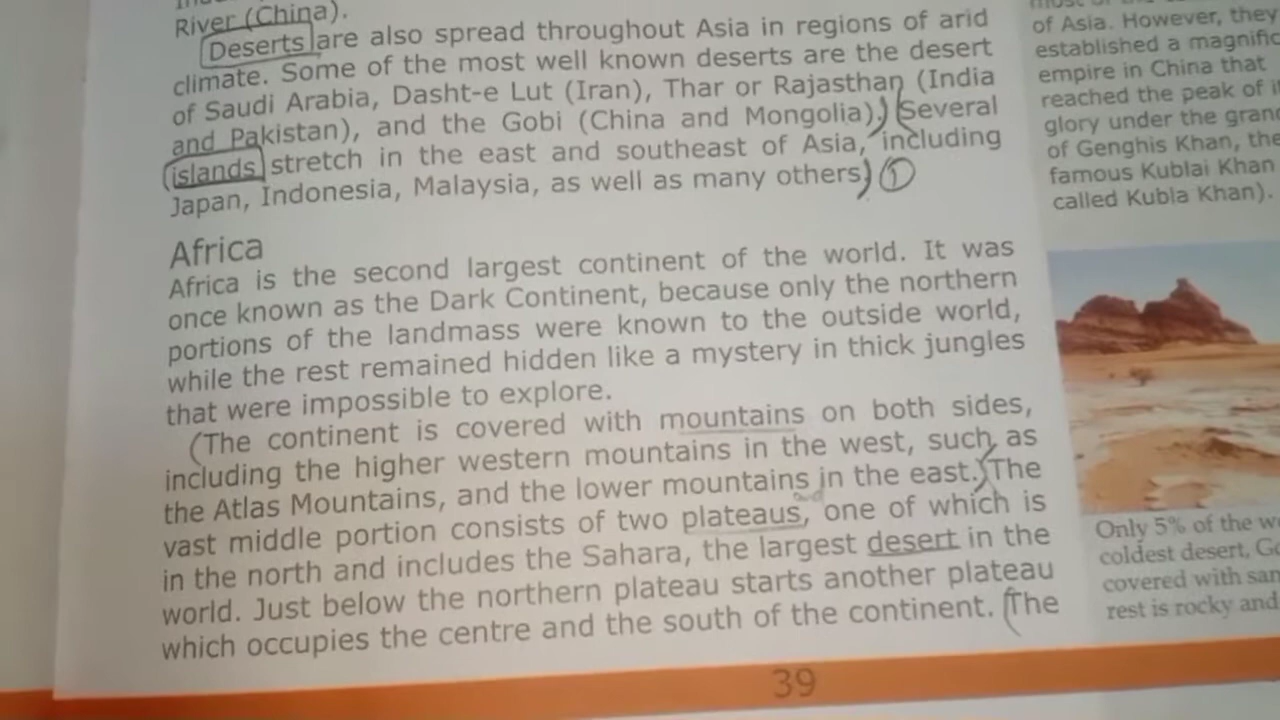 River (China).
Deserts are also spread throughout Asia in regions of arid
climate. Some of the most well known deserts are the desert
of Saudi Arabia, Dasht-e Lut (Iran), Thar or Rajasthan (India
and Pakistan), and the Gobi (China and Mongolia). Several
islands stretch in the east and southeast of Asia, including
Japan, Indonesia, Malaysia, as well as many others. 1
Africa
Africa is the second largest continent of the world. It was
once known as the Dark Continent, because only the northern
portions of the landmass were known to the outside world,
while the rest remained hidden like a mystery in thick jungles
that were impossible to explore.
The continent is covered with mountains on both sides,
including the higher western mountains in the west, such as
the Atlas Mountains, and the lower mountains in the east. The
and
vast middle portion consists of two plateaus, one of which is
in the north and includes the Sahara, the largest desert in the
world. Just below the northern plateau starts another plateau
which occupies the centre and the south of the continent. The
of Asia. However, they
established a magnific
empire in China that
reached the peak of i
glory under the gran
of Genghis Khan, the
famous Kublai Khan
called Kubla Khan).
Only 5% of the w
coldest desert, G
covered with san
rest is rocky and
39